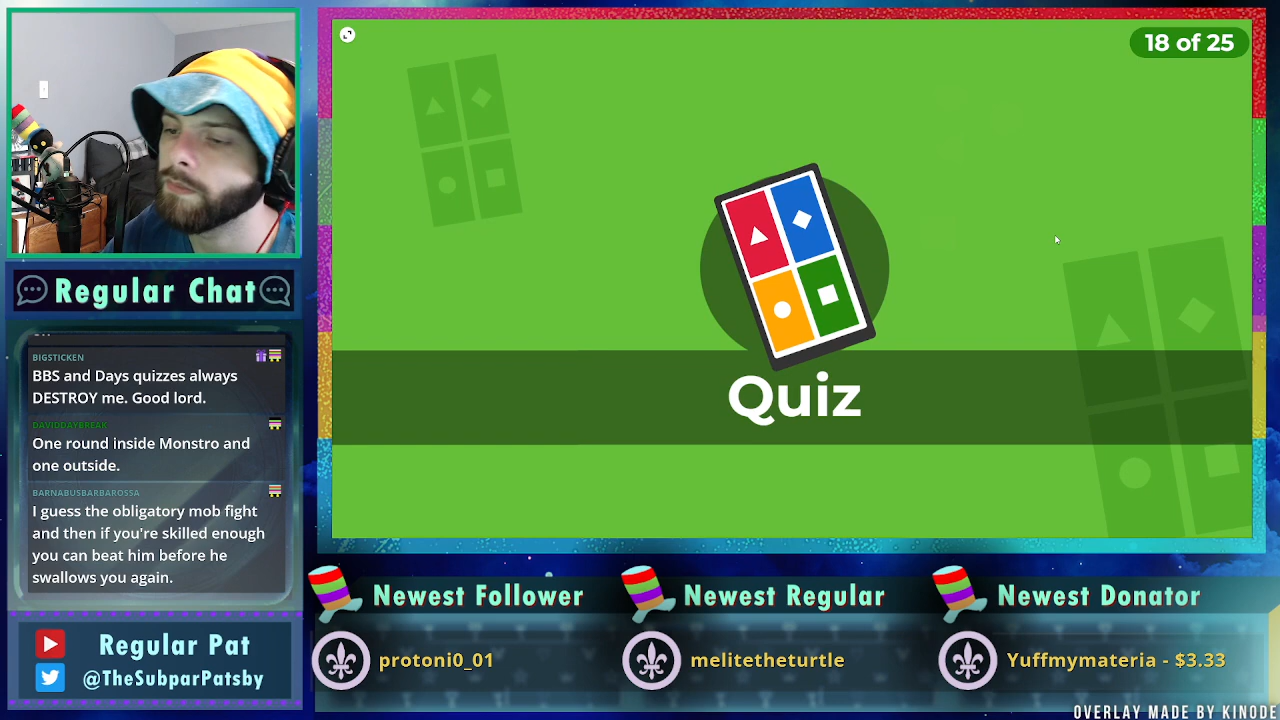 18 of 25
Quiz
Regular Chat
BIGSTICKEN
BBS and Days quizzes always
DESTROY me. Good lord.
DAVIDDAYBREAK
One round inside Monstro and
one outside.
BARNABUSBARBAROSSA
I guess the obligatory mob fight
and then if you're skilled enough
you can beat him before he
swallows you again.
Regular Pat
@TheSubparPatsby
Newest Follower
protoni0_01
Newest Regular
melitetheturtle
Newest Donator
Yuffmymateria - $3.33
OVERLAY MADE BY KINODE